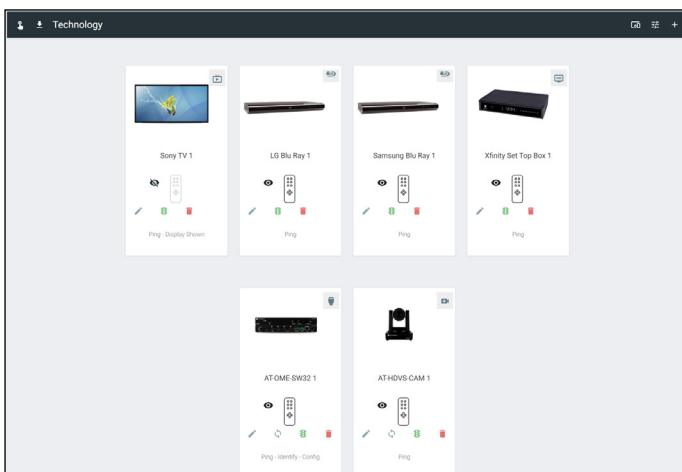 Technology
Sony TV 1
LG Blu Ray 1
Samsung Blu Ray 1
Xfinity Set Top Box 1
Ping - Display Shown
Ping
Ping
Ping
AT-OME-SW32 1
AT-HDVS-CAM 1
Ping - Identify - Config
Ping